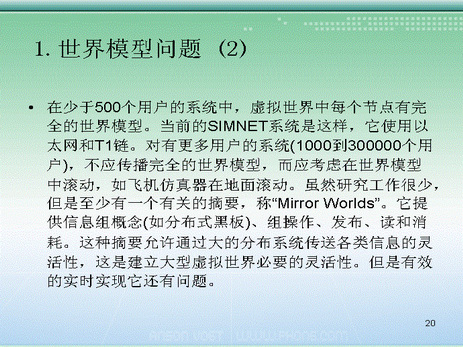 1. 世界模型问题 (2)
• 在少于500个用户的系统中，虚拟世界中每个节点有完
全的世界模型。当前的SIMNET系统是这样，它使用以
太网和T1链。对有更多用户的系统(1000到300000个用
户)，不应传播完全的世界模型，而应考虑在世界模型
中滚动，如飞机仿真器在地面滚动。虽然研究工作很少，
但是至少有一个有关的摘要，称“Mirror Worlds”。它提
供信息组概念(如分布式黑板)、组操作、发布、读和消
耗。这种摘要允许通过大的分布系统传送各类信息的灵
活性，这是建立大型虚拟世界必要的灵活性。但是有效
的实时实现它还有问题。
20